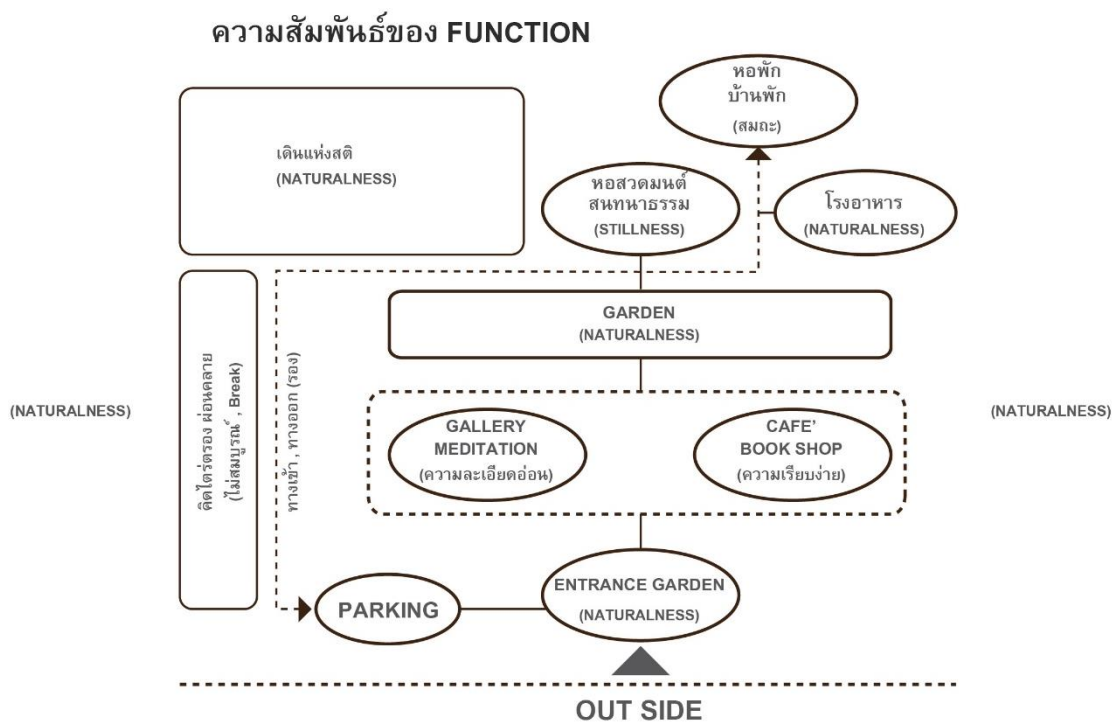 ความสัมพันธ์ของ FUNCTION
หอพัก
บ้านพัก
(สมถะ)
เดินแห่งสติ
(NATURALNESS)
หอสวดมนต์
สนทนาธรรม
(STILLNESS)
โรงอาหาร
(NATURALNESS)
GARDEN
(NATURALNESS)
คิดไตร่ตรอง ผ่อนคลาย
(ไม่สมบูรณ์ , Break)
ทางเข้า , ทางออก (รอง)
(NATURALNESS)
(NATURALNESS)
GALLERY
MEDITATION
(ความละเอียดอ่อน)
CAFE'
BOOK SHOP
(ความเรียบง่าย)
ENTRANCE GARDEN
(NATURALNESS)
PARKING
OUT SIDE